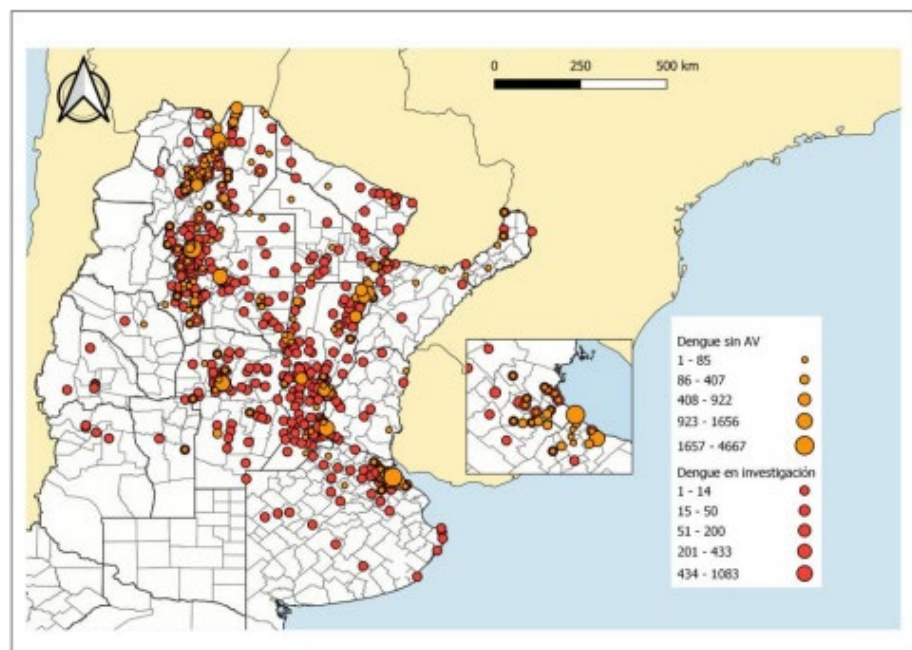 0 250 500 km
Dengue sin AV
1 - 85
86 - 407
408 - 922
923 - 1656
1657 - 4667
Dengue en investigación
1 - 14
15 - 50
51 - 200
201 - 433
434 - 1083